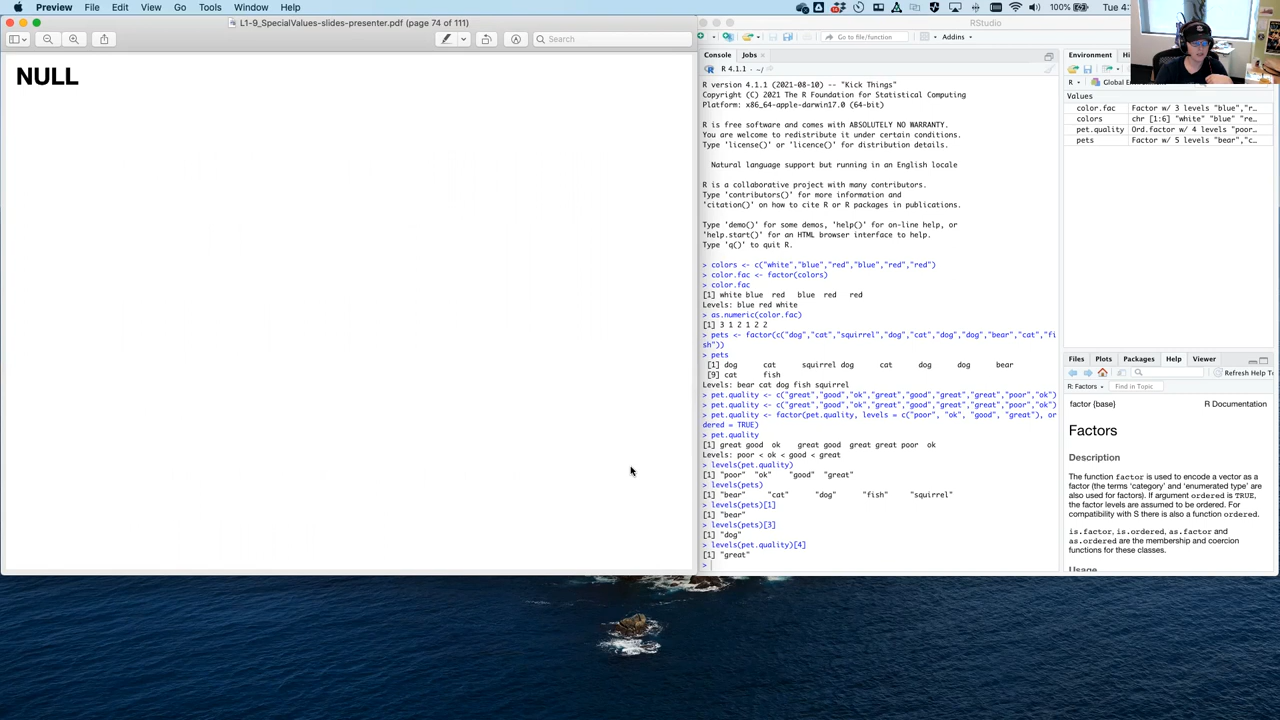 Preview File Edit View Go Tools Window Help
100%
Tue 4:
L1-9_SpecialValues-slides-presenter.pdf (page 74 of 111)
Search
NULL
RStudio
Go to file/function
Addins
Console Jobs
R 4.1.1 · ~/
R version 4.1.1 (2021-08-10) -- "Kick Things"
Copyright (C) 2021 The R Foundation for Statistical Computing
Platform: x86_64-apple-darwin17.0 (64-bit)
R is free software and comes with ABSOLUTELY NO WARRANTY.
You are welcome to redistribute it under certain conditions.
Type 'license()' or 'licence()' for distribution details.
Natural language support but running in an English locale
R is a collaborative project with many contributors.
Type 'contributors()' for more information and
'citation()' on how to cite R or R packages in publications.
Type 'demo()' for some demos, 'help()' for on-line help, or
'help.start()' for an HTML browser interface to help.
Type 'q()' to quit R.
> colors <- c("white","blue","red","blue","red","red")
> color.fac <- factor(colors)
> color.fac
[1] white blue red blue red red
Levels: blue red white
> as.numeric(color.fac)
[1] 3 1 2 1 2 2
> pets <- factor(c("dog","cat","squirrel","dog","cat","dog","dog","bear","cat","fi
sh"))
> pets
[1] dog cat squirrel dog cat dog dog bear
[9] cat fish
Levels: bear cat dog fish squirrel
> pet.quality <- c("great","good","ok","great","good","great","great","poor","ok")
> pet.quality <- c("great","good","ok","great","good","great","great","poor","ok")
> pet.quality <- factor(pet.quality, levels = c("poor", "ok", "good", "great"), or
dered = TRUE)
> pet.quality
[1] great good ok great good great great poor ok
Levels: poor < ok < good < great
> levels(pet.quality)
[1] "poor" "ok" "good" "great"
> levels(pets)
[1] "bear" "cat" "dog" "fish" "squirrel"
> levels(pets)[1]
[1] "bear"
> levels(pets)[3]
[1] "dog"
> levels(pet.quality)[4]
[1] "great"
>
Environment Hi
R Global
Values
color.fac Factor w/ 3 levels "blue","r…
colors chr [1:6] "white" "blue" "re…
pet.quality Ord.factor w/ 4 levels "poor…
pets Factor w/ 5 levels "bear","c…
Files Plots Packages Help Viewer
Refresh Help T
R: Factors Find in Topic
factor {base} R Documentation
Factors
Description
The function factor is used to encode a vector as a
factor (the terms 'category' and 'enumerated type' are
also used for factors). If argument ordered is TRUE,
the factor levels are assumed to be ordered. For
compatibility with S there is also a function ordered.
is.factor, is.ordered, as.factor and
as.ordered are the membership and coercion
functions for these classes.
Usage